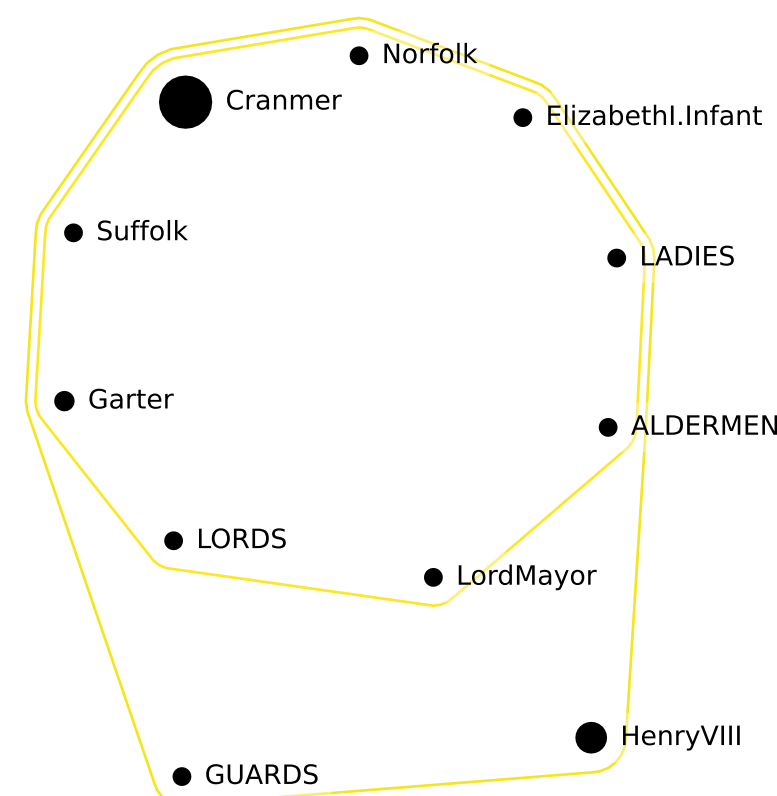 Norfolk
Cranmer
ElizabethI.Infant
Suffolk
LADIES
Garter
ALDERMEN
LORDS
LordMayor
HenryVIII
GUARDS